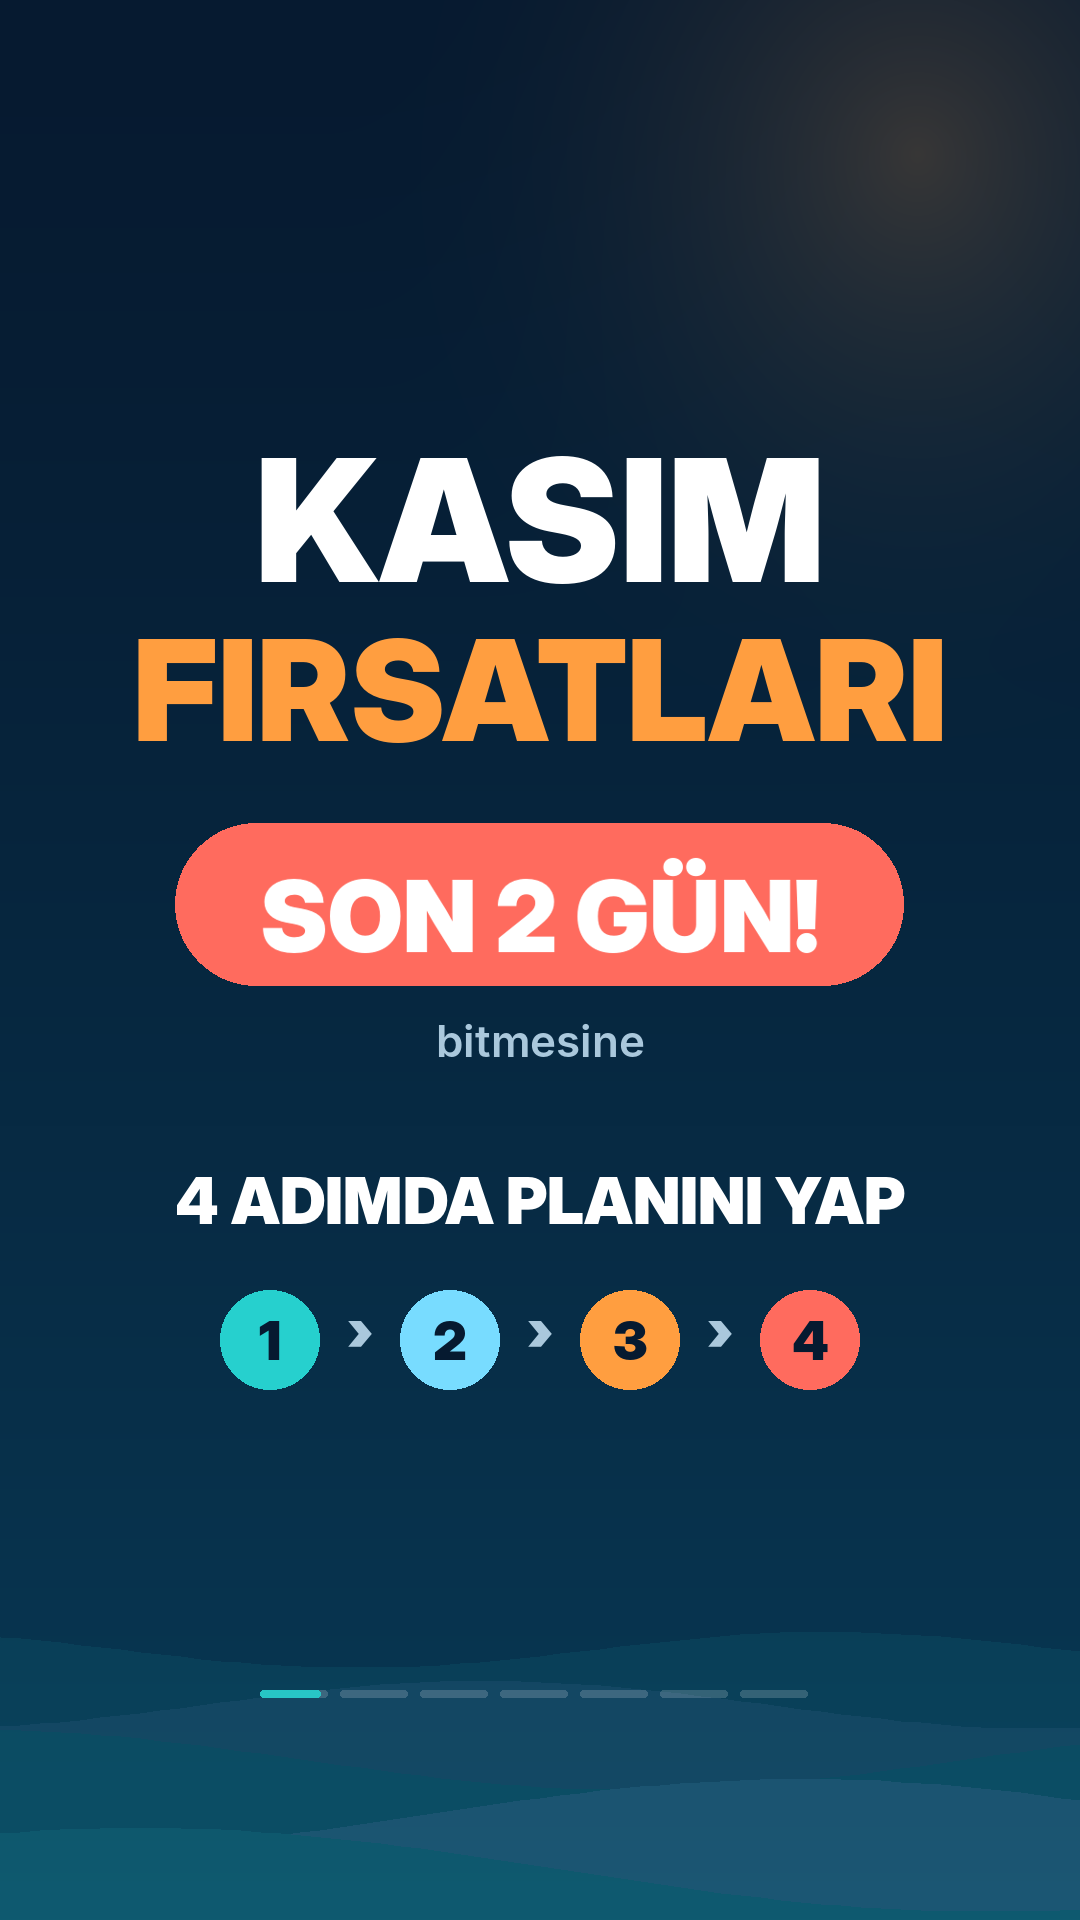 KASIM
FIRSATLARI
SON 2 GÜN!
bitmesine
4 ADIMDA PLANINI YAP
1 › 2 › 3 › 4